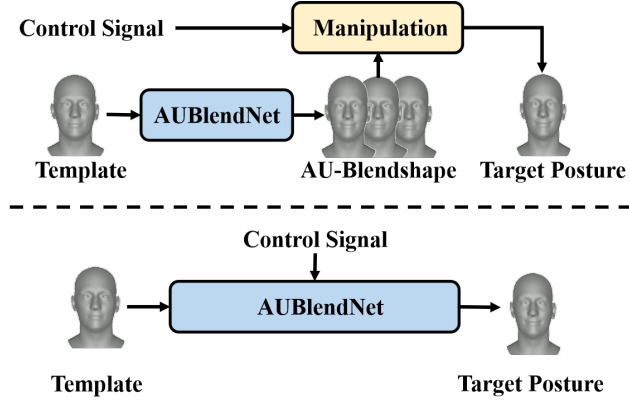 Control Signal
Manipulation
AUBlendNet
Template
AU-Blendshape
Target Posture
Control Signal
AUBlendNet
Template
Target Posture